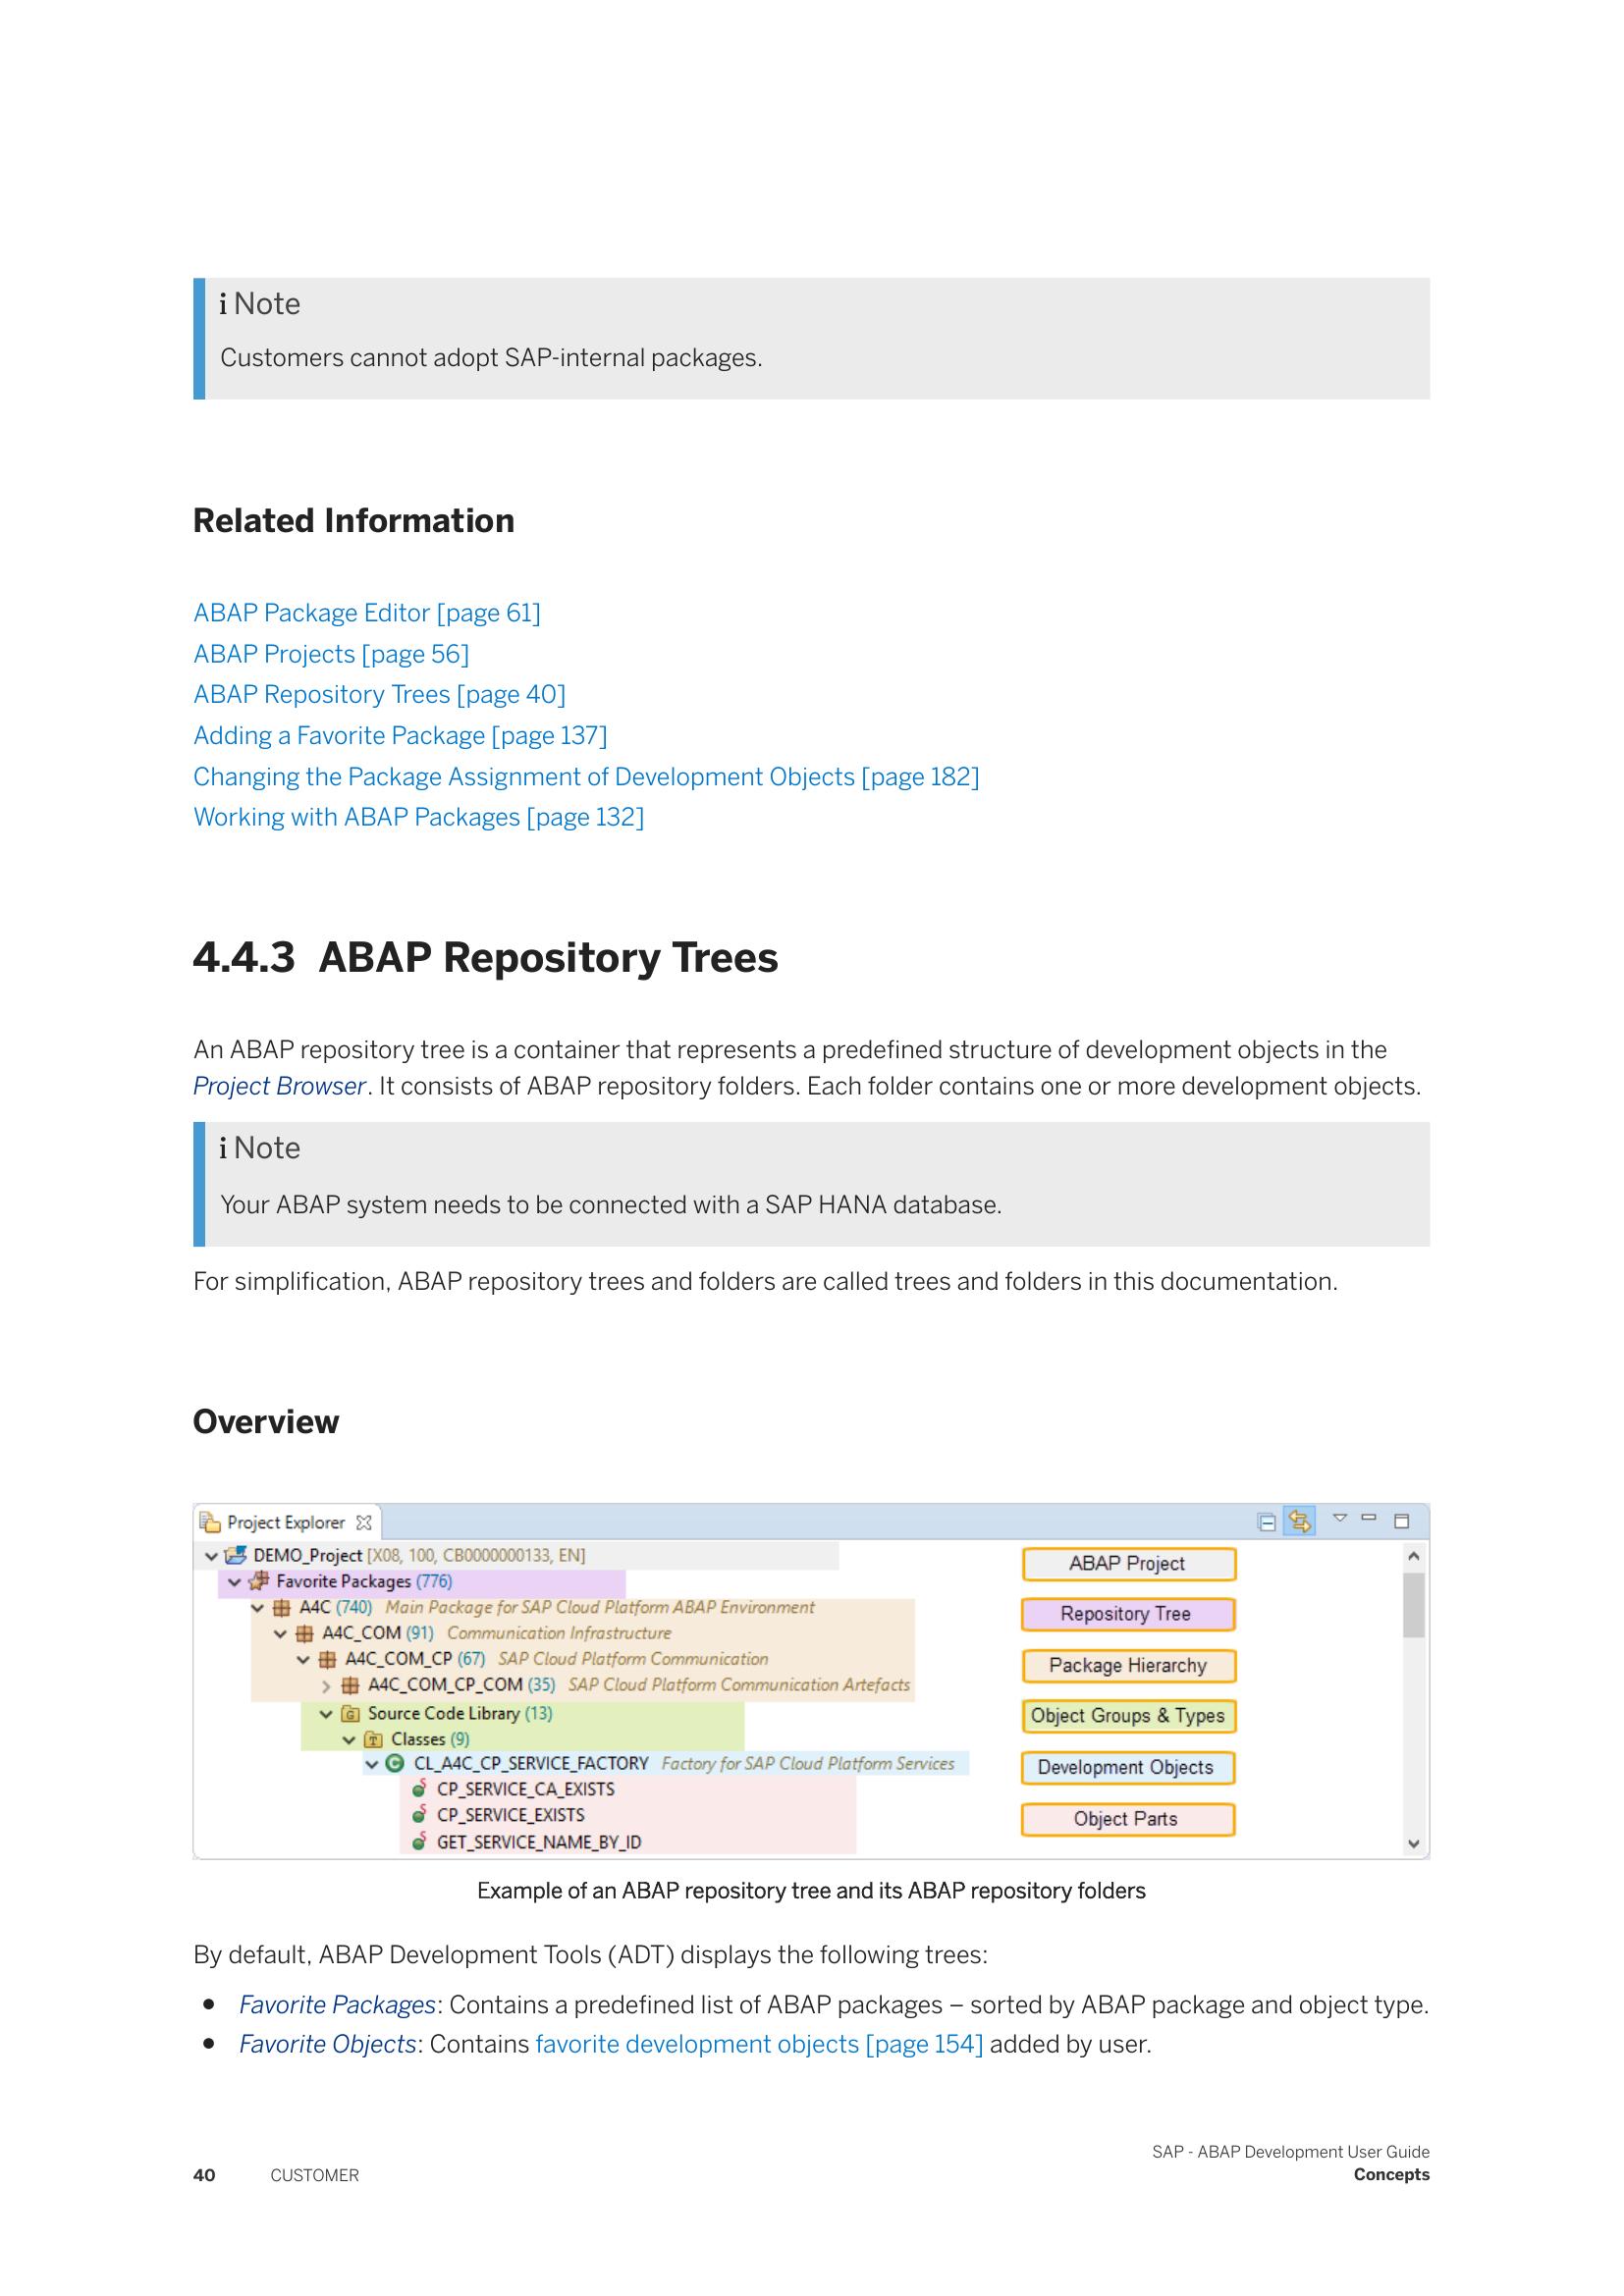 i Note
Customers cannot adopt SAP-internal packages.
Related Information
ABAP Package Editor [page 61]
ABAP Projects [page 56]
ABAP Repository Trees [page 40]
Adding a Favorite Package [page 137]
Changing the Package Assignment of Development Objects [page 182]
Working with ABAP Packages [page 132]
4.4.3 ABAP Repository Trees
An ABAP repository tree is a container that represents a predefined structure of development objects in the
Project Browser. It consists of ABAP repository folders. Each folder contains one or more development objects.
i Note
Your ABAP system needs to be connected with a SAP HANA database.
For simplification, ABAP repository trees and folders are called trees and folders in this documentation.
Overview
Project Explorer
DEMO_Project [X08, 100, CB0000000133, EN]
ABAP Project
Favorite Packages (776)
Repository Tree
A4C (740) Main Package for SAP Cloud Platform ABAP Environment
A4C_COM (91) Communication Infrastructure
A4C_COM_CP (67) SAP Cloud Platform Communication
Package Hierarchy
A4C_COM_CP_COM (35) SAP Cloud Platform Communication Artefacts
G Source Code Library (13)
Object Groups & Types
T Classes (9)
C CL_A4C_CP_SERVICE_FACTORY Factory for SAP Cloud Platform Services
Development Objects
S CP_SERVICE_CA_EXISTS
S CP_SERVICE_EXISTS
Object Parts
S GET_SERVICE_NAME_BY_ID
Example of an ABAP repository tree and its ABAP repository folders
By default, ABAP Development Tools (ADT) displays the following trees:
● Favorite Packages: Contains a predefined list of ABAP packages – sorted by ABAP package and object type.
● Favorite Objects: Contains favorite development objects [page 154] added by user.
SAP - ABAP Development User Guide
40 CUSTOMER Concepts